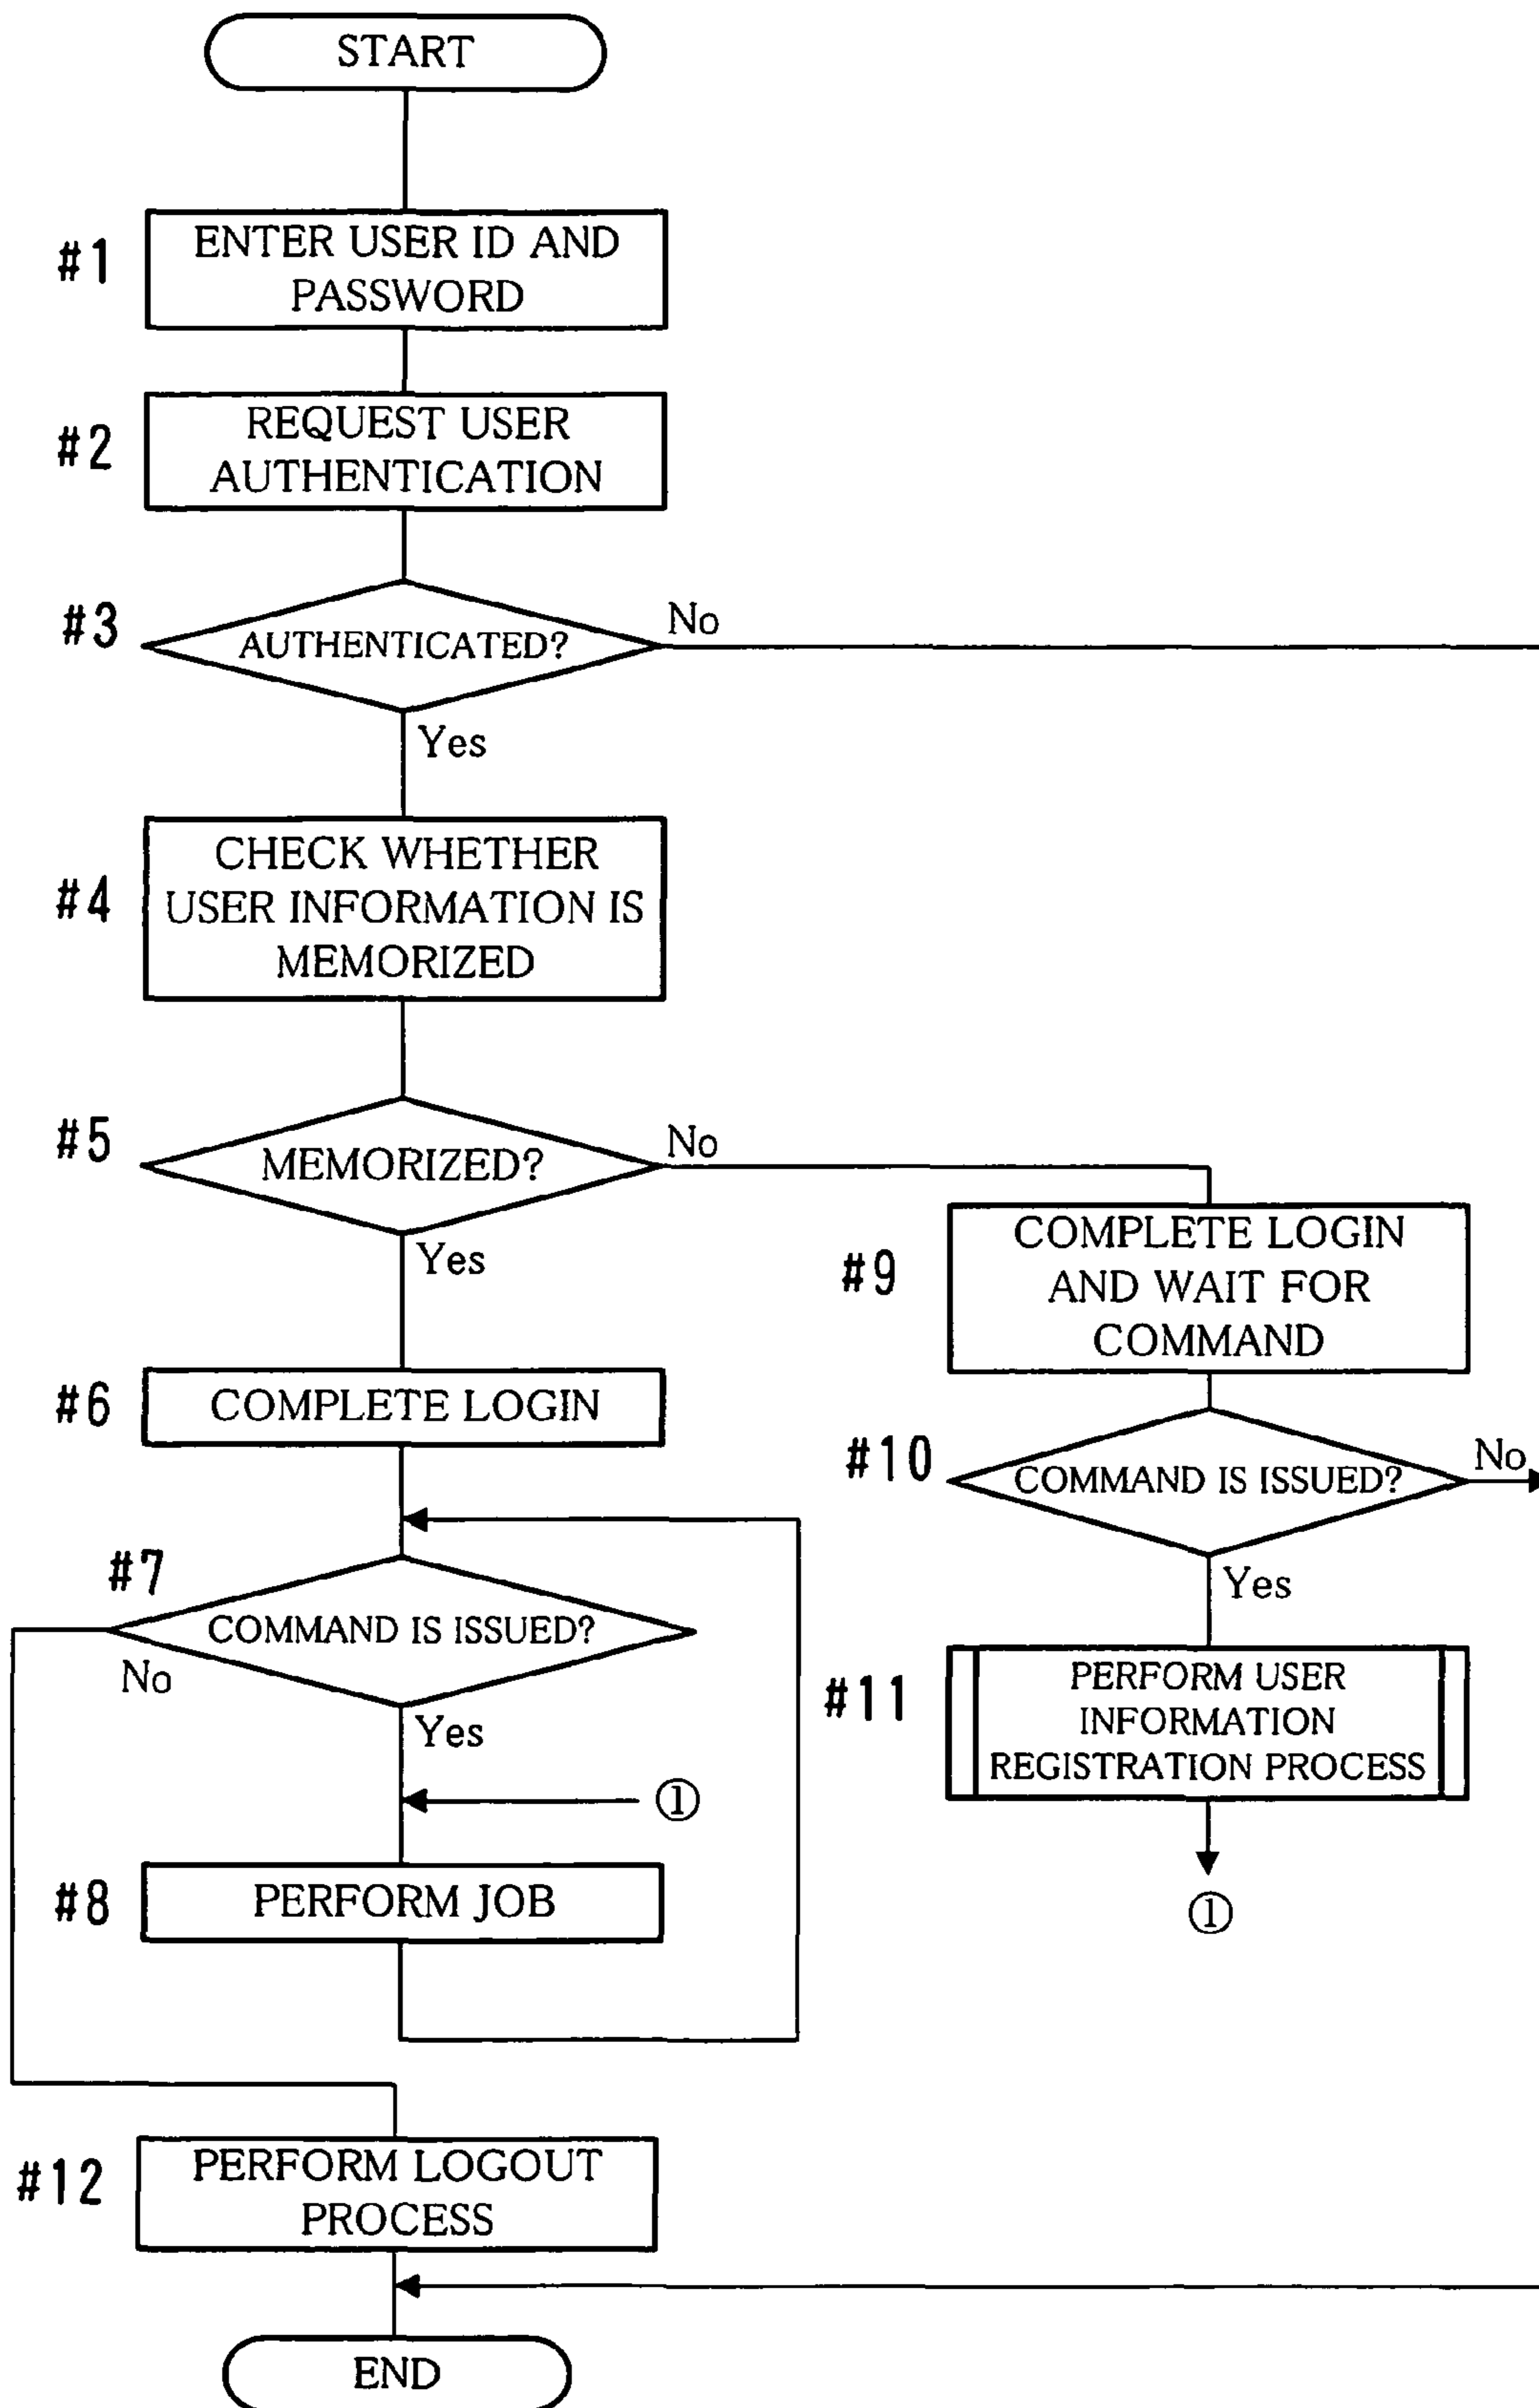 START
#1
ENTER USER ID AND
PASSWORD
#2
REQUEST USER
AUTHENTICATION
#3
AUTHENTICATED?
No
Yes
#4
CHECK WHETHER
USER INFORMATION IS
MEMORIZED
#5
MEMORIZED?
No
Yes
#9
COMPLETE LOGIN
AND WAIT FOR
COMMAND
#6
COMPLETE LOGIN
#10
COMMAND IS ISSUED?
No
Yes
#7
COMMAND IS ISSUED?
No
Yes
#11
PERFORM USER
INFORMATION
REGISTRATION PROCESS
①
①
#8
PERFORM JOB
#12
PERFORM LOGOUT
PROCESS
END